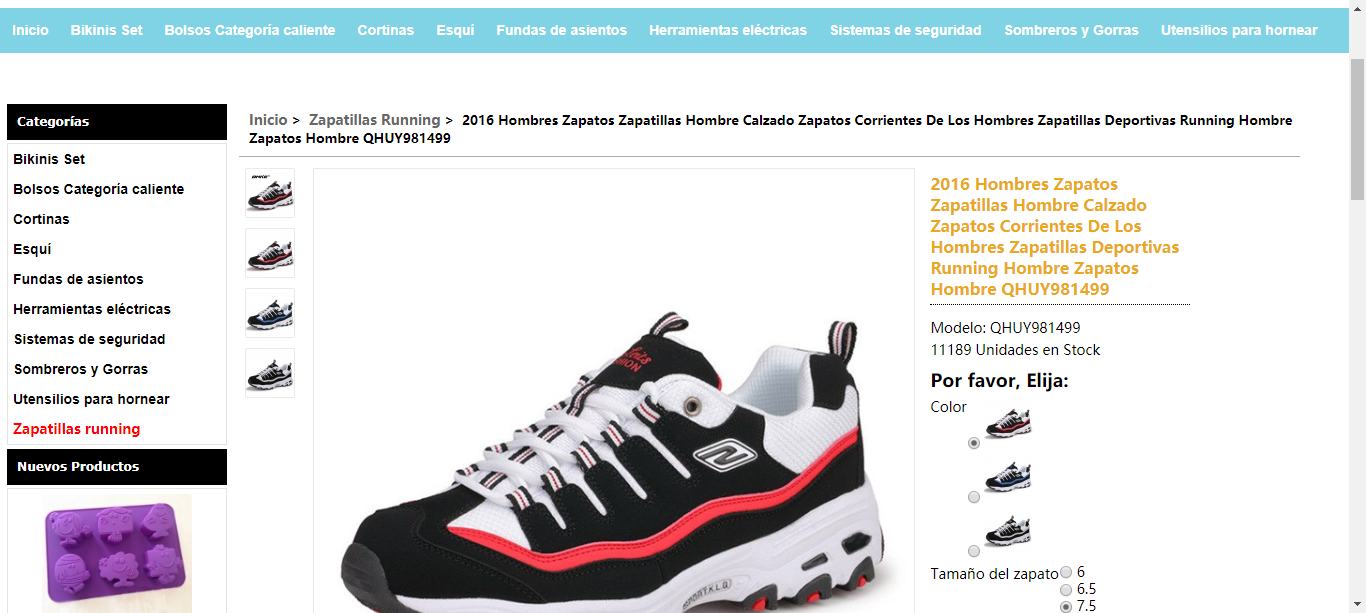 Inicio Bikinis Set Bolsos Categoría caliente Cortinas Esquí Fundas de asientos Herramientas eléctricas Sistemas de seguridad Sombreros y Gorras Utensilios para hornear
Categorías
Bikinis Set
Bolsos Categoría caliente
Cortinas
Esquí
Fundas de asientos
Herramientas eléctricas
Sistemas de seguridad
Sombreros y Gorras
Utensilios para hornear
Zapatillas running
Nuevos Productos
Inicio > Zapatillas Running > 2016 Hombres Zapatos Zapatillas Hombre Calzado Zapatos Corrientes De Los Hombres Zapatillas Deportivas Running Hombre
Zapatos Hombre QHUY981499
2016 Hombres Zapatos
Zapatillas Hombre Calzado
Zapatos Corrientes De Los
Hombres Zapatillas Deportivas
Running Hombre Zapatos
Hombre QHUY981499
Modelo: QHUY981499
11189 Unidades en Stock
Por favor, Elija:
Color
Tamaño del zapato 6
6.5
7.5